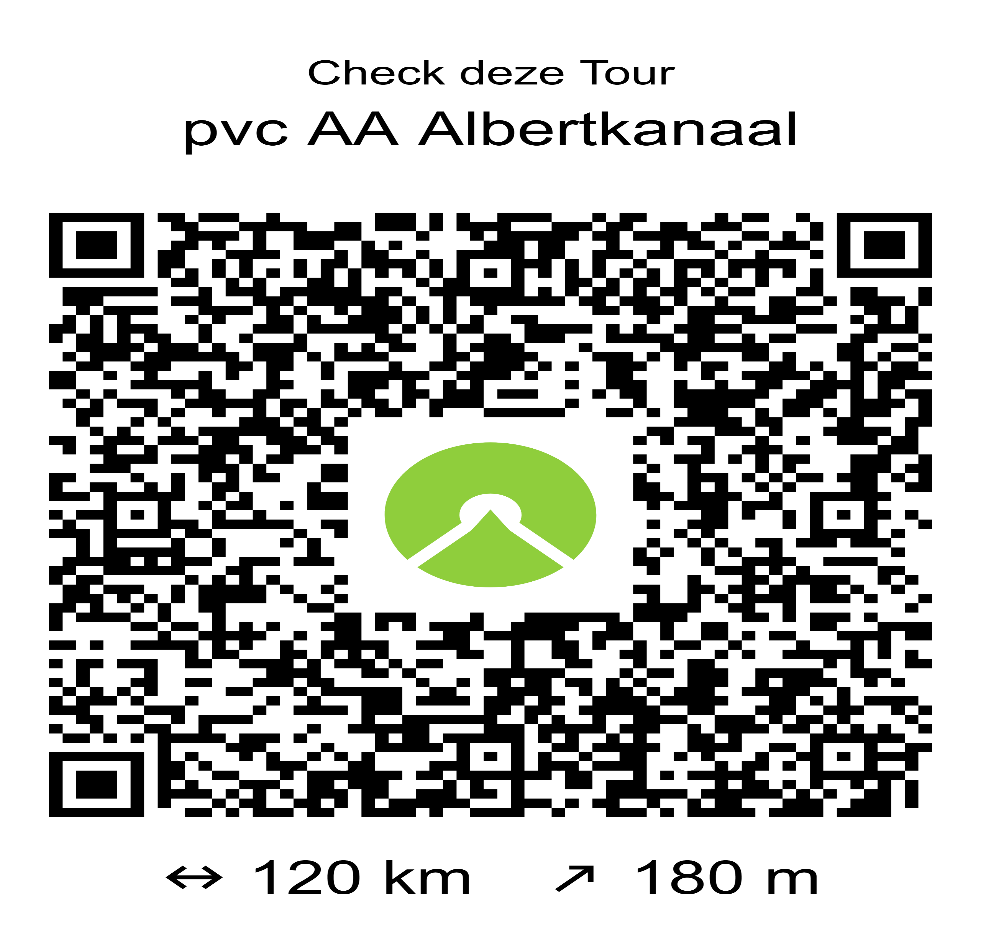 Check deze Tour
pvc AA Albertkanaal
↔ 120 km ↗ 180 m